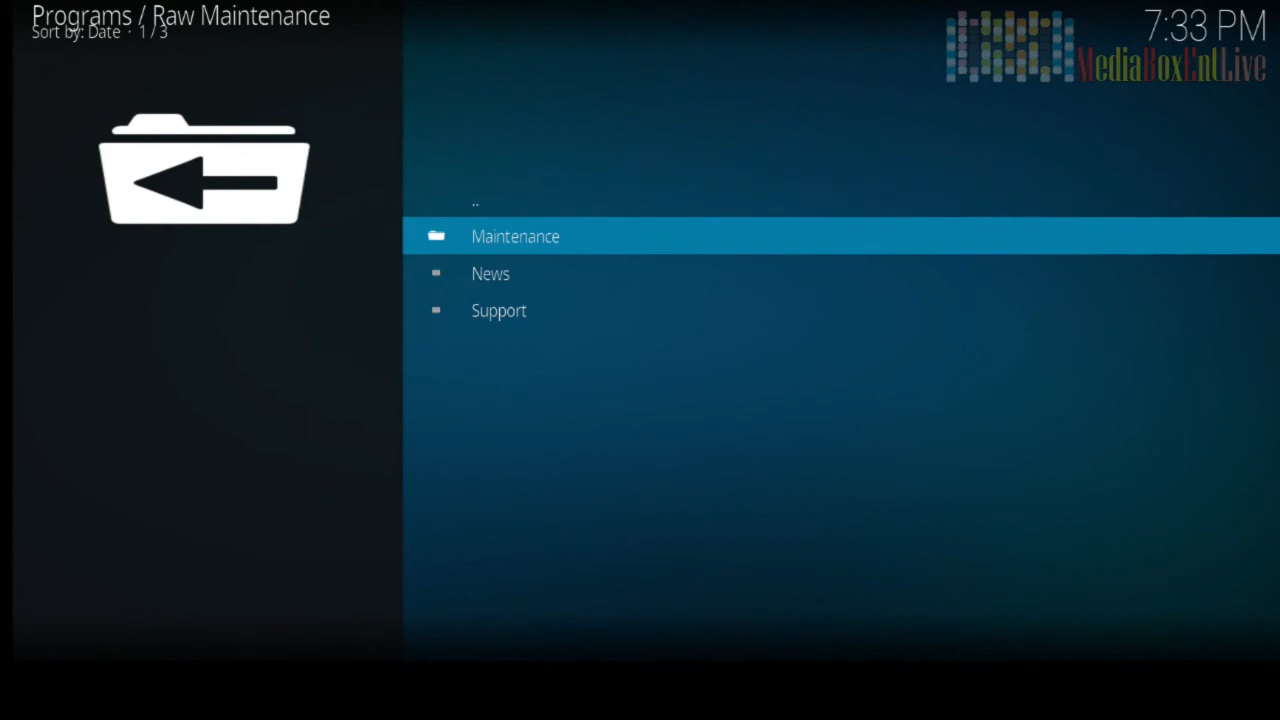 Programs / Raw Maintenance
Sort by: Date · 1 / 3
7:33 PM
MediaBoxEntLive
..
Maintenance
News
Support